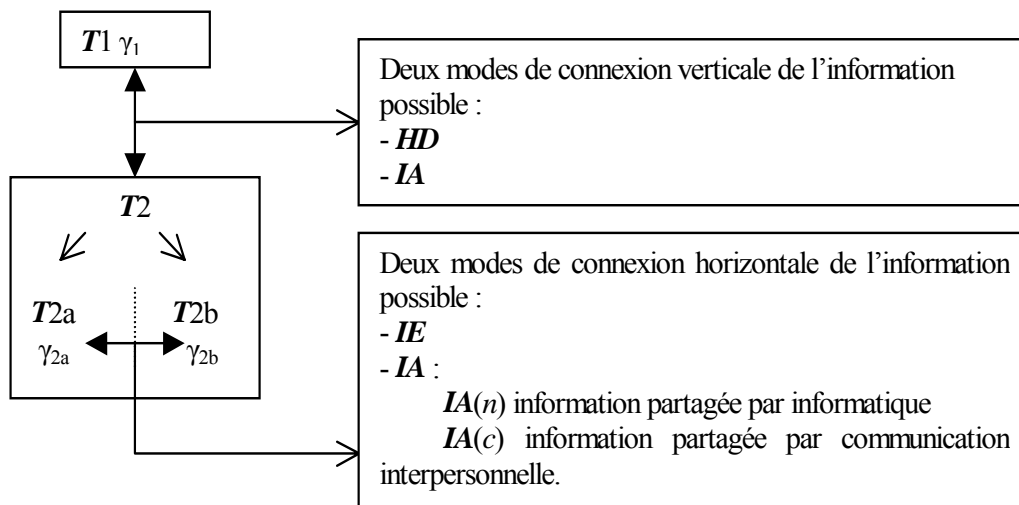 T1 γ1
Deux modes de connexion verticale de l’information
possible :
- HD
- IA
T2
T2a T2b
γ2a γ2b
Deux modes de connexion horizontale de l’information
possible :
- IE
- IA :
IA(n) information partagée par informatique
IA(c) information partagée par communication
interpersonnelle.